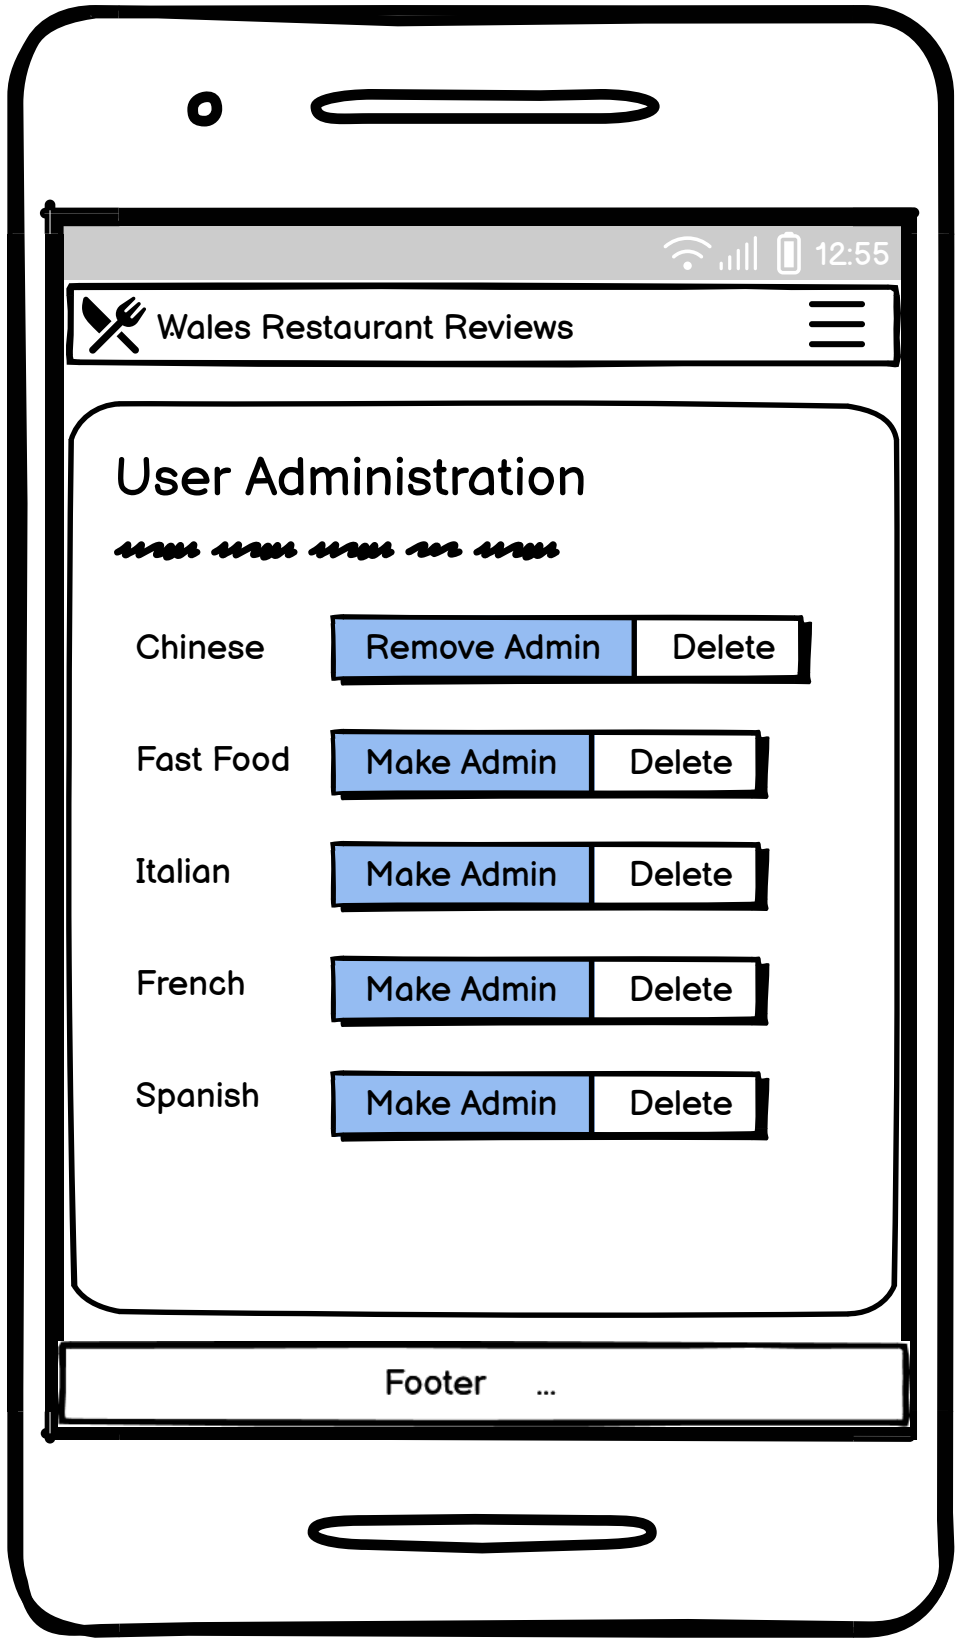 12:55
Wales Restaurant Reviews
User Administration
Chinese Remove Admin Delete
Fast Food Make Admin Delete
Italian Make Admin Delete
French Make Admin Delete
Spanish Make Admin Delete
Footer ...